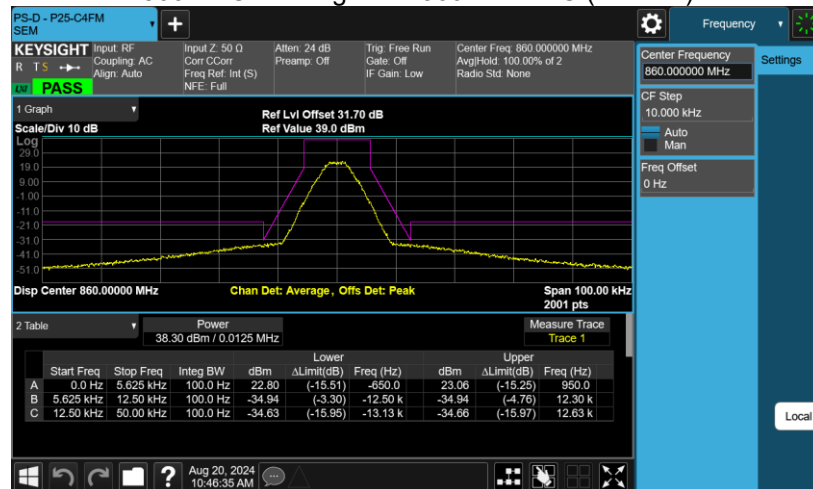 PS-D - P25-C4FM
SEM
+
Frequency
KEYSIGHT
R T S
LXI
PASS
Input: RF
Coupling: AC
Align: Auto
Input Z: 50 Ω
Corr CCorr
Freq Ref: Int (S)
NFE: Full
Atten: 24 dB
Preamp: Off
Trig: Free Run
Gate: Off
IF Gain: Low
Center Freq: 860.000000 MHz
Avg|Hold: 100.00% of 2
Radio Std: None
Center Frequency
860.000000 MHz
Settings
CF Step
10.000 kHz
Auto
Man
Freq Offset
0 Hz
Local
1 Graph
Scale/Div 10 dB
Ref Lvl Offset 31.70 dB
Ref Value 39.0 dBm
Log
29.0
19.0
9.00
-1.00
-11.0
-21.0
-31.0
-41.0
-51.0
Disp Center 860.00000 MHz
Chan Det: Average, Offs Det: Peak
Span 100.00 kHz
2001 pts
2 Table
Power
38.30 dBm / 0.0125 MHz
Measure Trace
Trace 1
Lower Upper
Start Freq Stop Freq Integ BW dBm ΔLimit(dB) Freq (Hz) dBm ΔLimit(dB) Freq (Hz)
A 0.0 Hz 5.625 kHz 100.0 Hz 22.80 (-15.51) -650.0 23.06 (-15.25) 950.0
B 5.625 kHz 12.50 kHz 100.0 Hz -34.94 (-3.30) -12.50 k -34.94 (-4.76) 12.30 k
C 12.50 kHz 50.00 kHz 100.0 Hz -34.63 (-15.95) -13.13 k -34.66 (-15.97) 12.63 k
?
Aug 20, 2024
10:46:35 AM